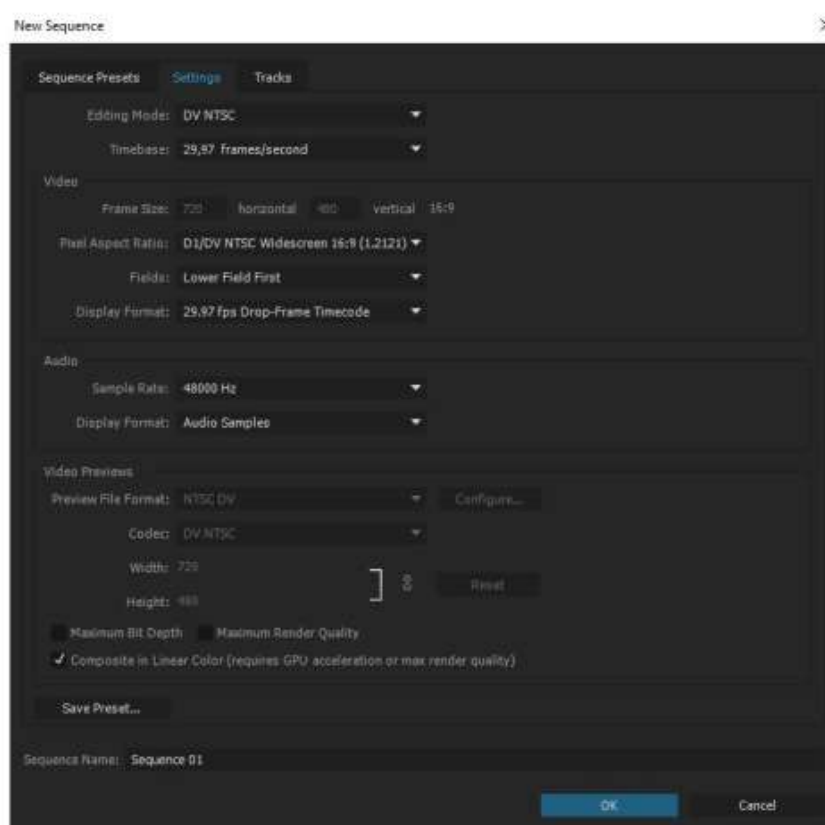 New Sequence
Sequence Presets Settings Tracks
Editing Mode: DV NTSC
Timebase: 29,97 frames/second
Video
Frame Size: 720 horizontal 480 vertical 16:9
Pixel Aspect Ratio: D1/DV NTSC Widescreen 16:9 (1.2121)
Fields: Lower Field First
Display Format: 29.97 fps Drop-Frame Timecode
Audio
Sample Rate: 48000 Hz
Display Format: Audio Samples
Video Previews
Preview File Format: NTSC DV Configure...
Codec: DV NTSC
Width: 720
Reset
Height: 480
Maximum Bit Depth Maximum Render Quality
Composite in Linear Color (requires GPU acceleration or max render quality)
Save Preset...
Sequence Name: Sequence 01
OK Cancel